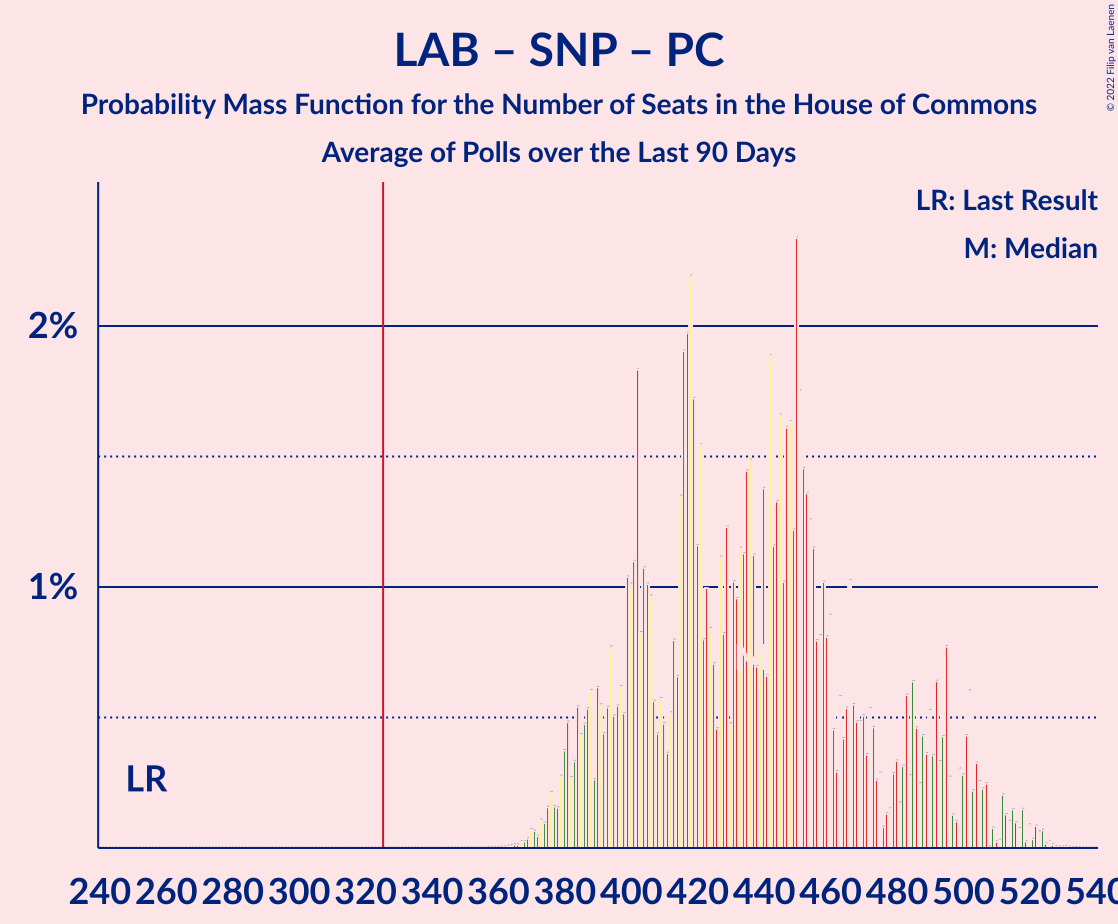 LAB – SNP – PC
Probability Mass Function for the Number of Seats in the House of Commons
Average of Polls over the Last 90 Days
© 2022 Filip van Laenen
LR: Last Result
M: Median
2%
1%
LR
240 260 280 300 320 340 360 380 400 420 440 460 480 500 520 540